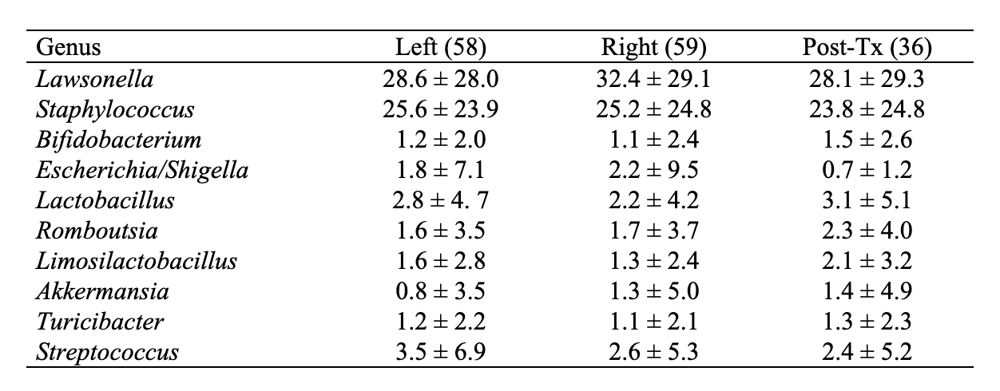 Genus Left (58) Right (59) Post-Tx (36)
Lawsonella 28.6 ± 28.0 32.4 ± 29.1 28.1 ± 29.3
Staphylococcus 25.6 ± 23.9 25.2 ± 24.8 23.8 ± 24.8
Bifidobacterium 1.2 ± 2.0 1.1 ± 2.4 1.5 ± 2.6
Escherichia/Shigella 1.8 ± 7.1 2.2 ± 9.5 0.7 ± 1.2
Lactobacillus 2.8 ± 4. 7 2.2 ± 4.2 3.1 ± 5.1
Romboutsia 1.6 ± 3.5 1.7 ± 3.7 2.3 ± 4.0
Limosilactobacillus 1.6 ± 2.8 1.3 ± 2.4 2.1 ± 3.2
Akkermansia 0.8 ± 3.5 1.3 ± 5.0 1.4 ± 4.9
Turicibacter 1.2 ± 2.2 1.1 ± 2.1 1.3 ± 2.3
Streptococcus 3.5 ± 6.9 2.6 ± 5.3 2.4 ± 5.2